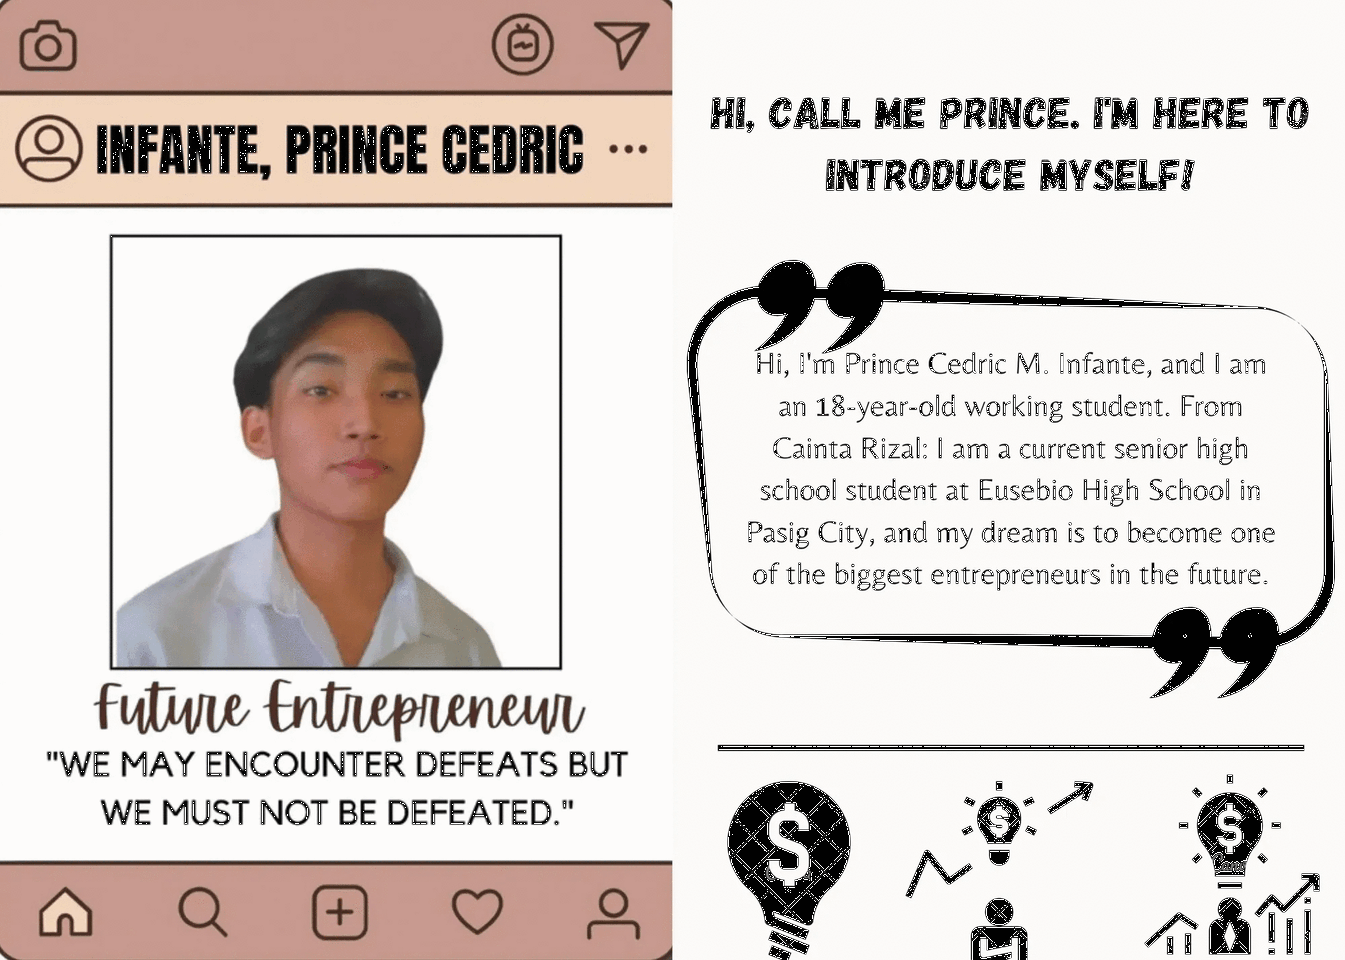 INFANTE, PRINCE CEDRIC
Future Entrepreneur
"WE MAY ENCOUNTER DEFEATS BUT
WE MUST NOT BE DEFEATED."
HI, CALL ME PRINCE. I'M HERE TO
INTRODUCE MYSELF!
Hi, I'm Prince Cedric M. Infante, and I am
an 18-year-old working student. From
Cainta Rizal: I am a current senior high
school student at Eusebio High School in
Pasig City, and my dream is to become one
of the biggest entrepreneurs in the future.
$
$
$